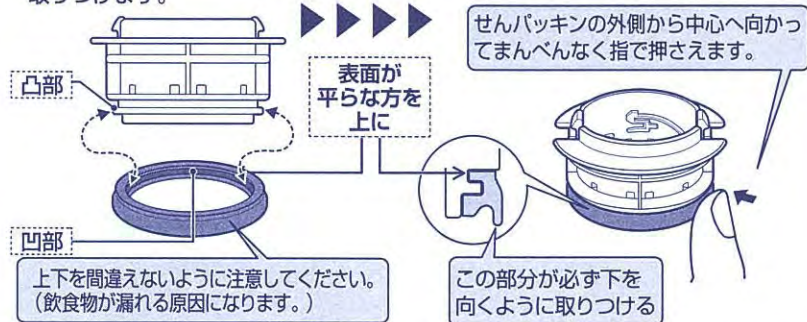 取りつけます。
凸部
凹部
上下を間違えないように注意してください。
(飲食物が漏れる原因になります。)
表面が
平らな方を
上に
せんパッキンの外側から中心へ向かっ
てまんべんなく指で押さえます。
この部分が必ず下を
向くように取りつける